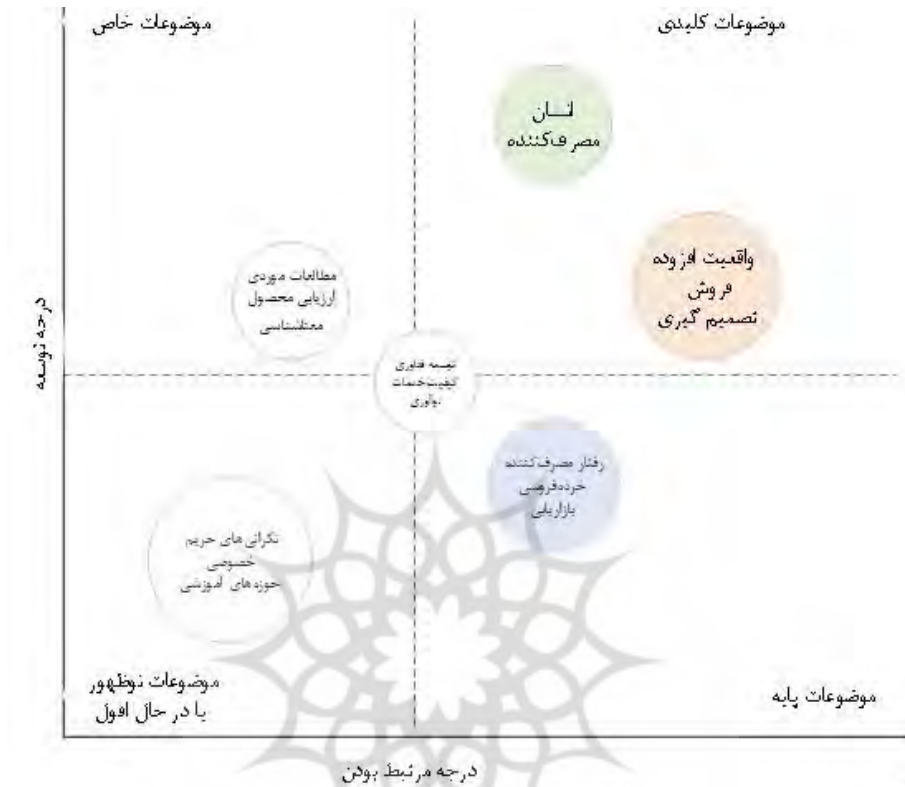 موضوعات کلیدی
موضوعات خاص
انسان
مصرف‌کننده
واقعیت افزوده
فروش
تصمیم گیری
مطالعات موردی
ارزیابی محصول
معناشناسی
درجه توسعه
توسعه فناوری
کیفیت خدمات
نوآوری
رفتار مصرف‌کننده
خرده‌فروشی
بازاریابی
نگرانی‌های حریم
خصوصی
حوزه‌های آموزشی
موضوعات نوظهور
یا در حال افول
موضوعات پایه
درجه مرتبط بودن